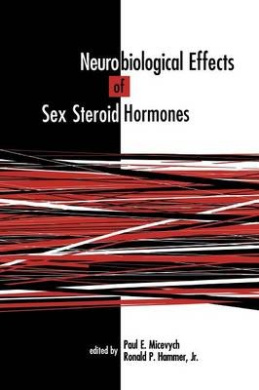 Neurobiological Effects
of
Sex Steroid Hormones
edited by
Paul E. Micevych
Ronald P. Hammer, Jr.